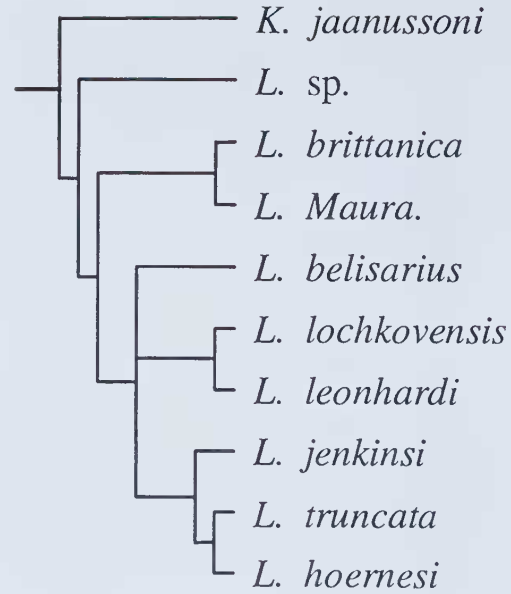 K. jaanussoni
L. sp.
L. brittanica
L. Maura.
L. belisarius
L. lochkovensis
L. leonhardi
L. jenkinsi
L. truncata
L. hoernesi